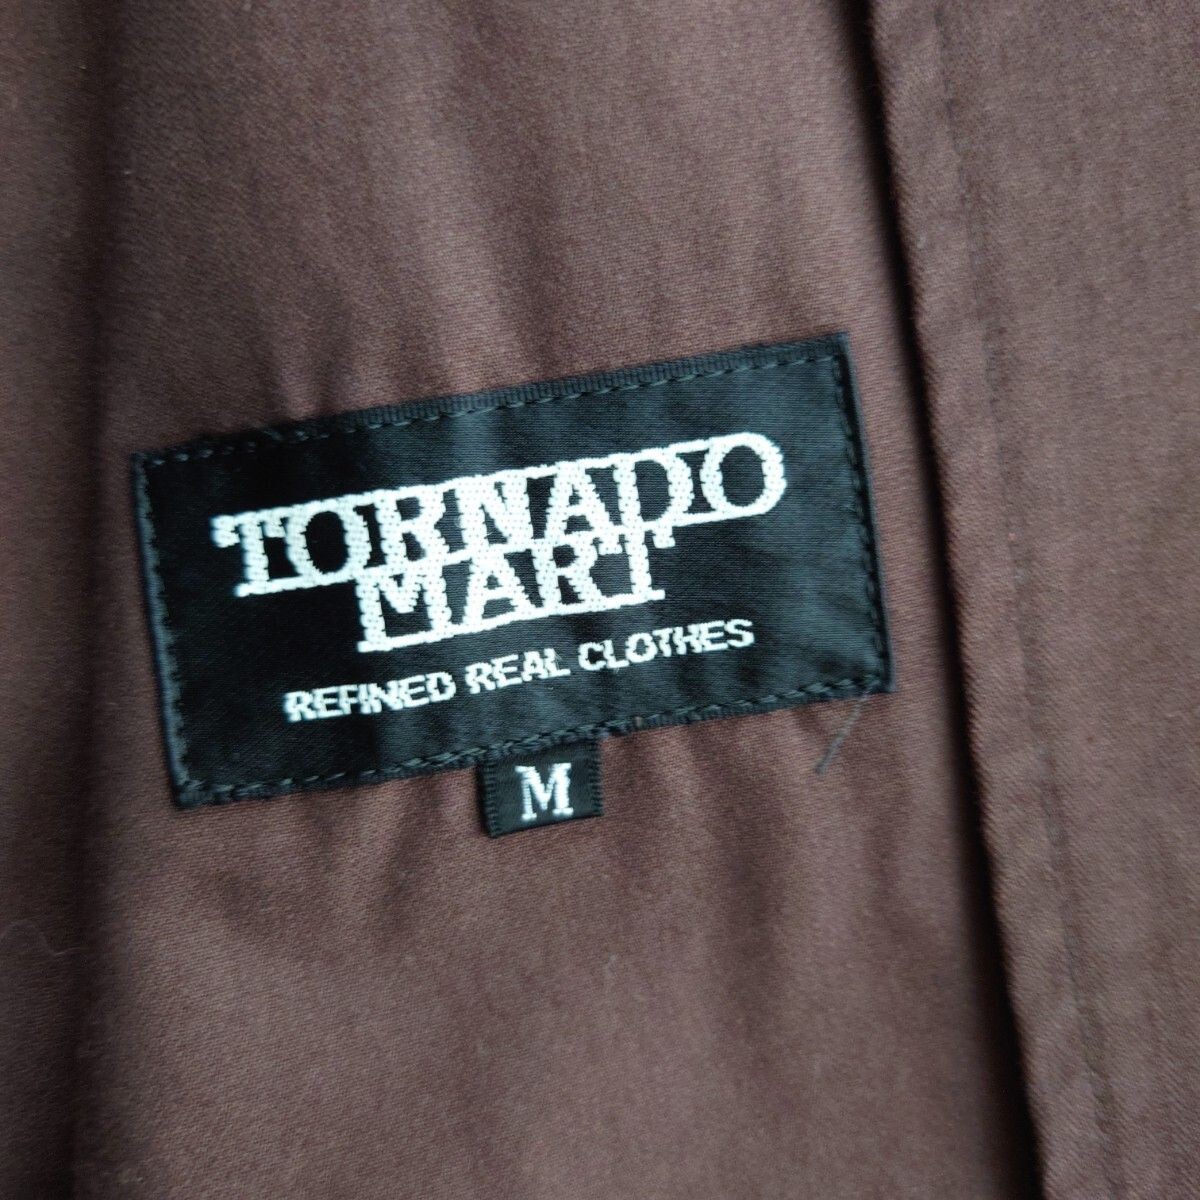 TORNADO
MART
REFINED REAL CLOTHES
M